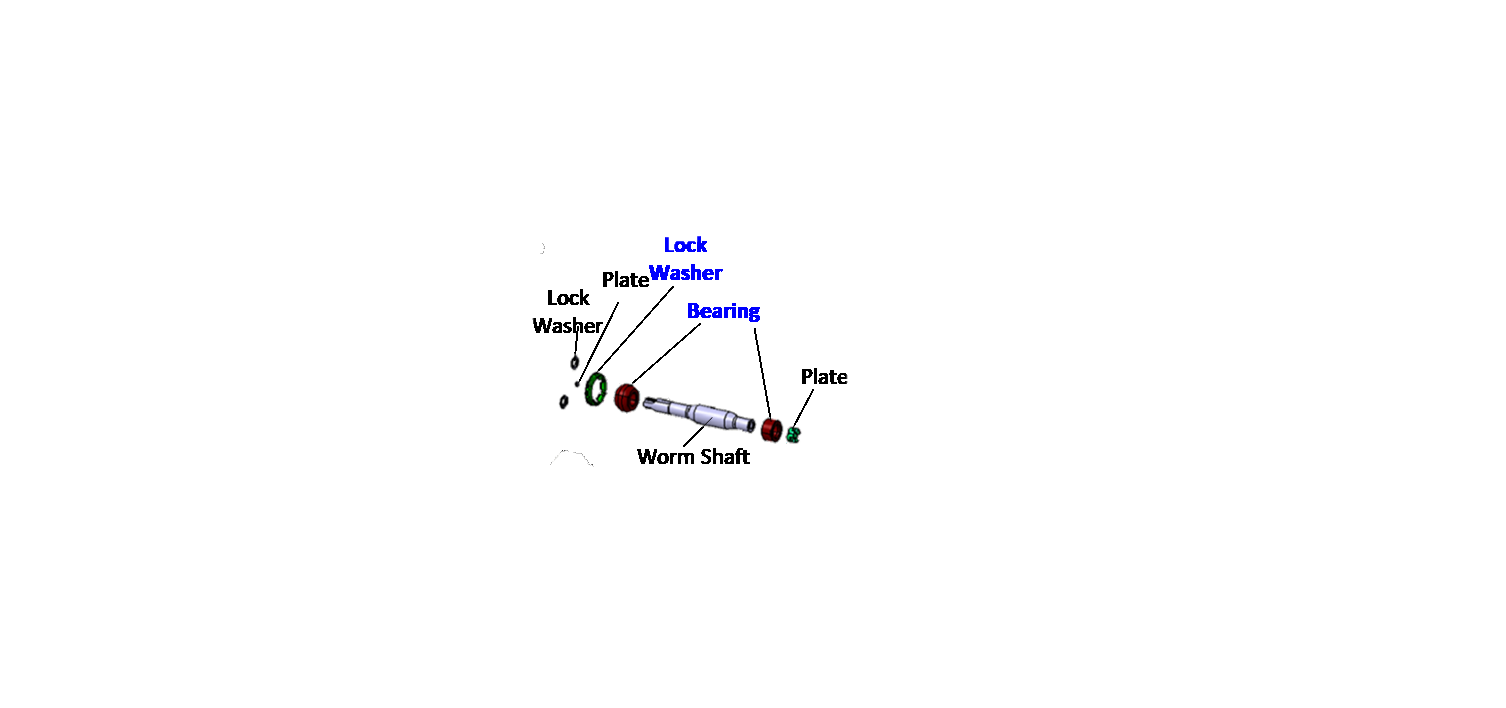 Lock
Washer
Plate
Lock
Washer
Bearing
Plate
Worm Shaft